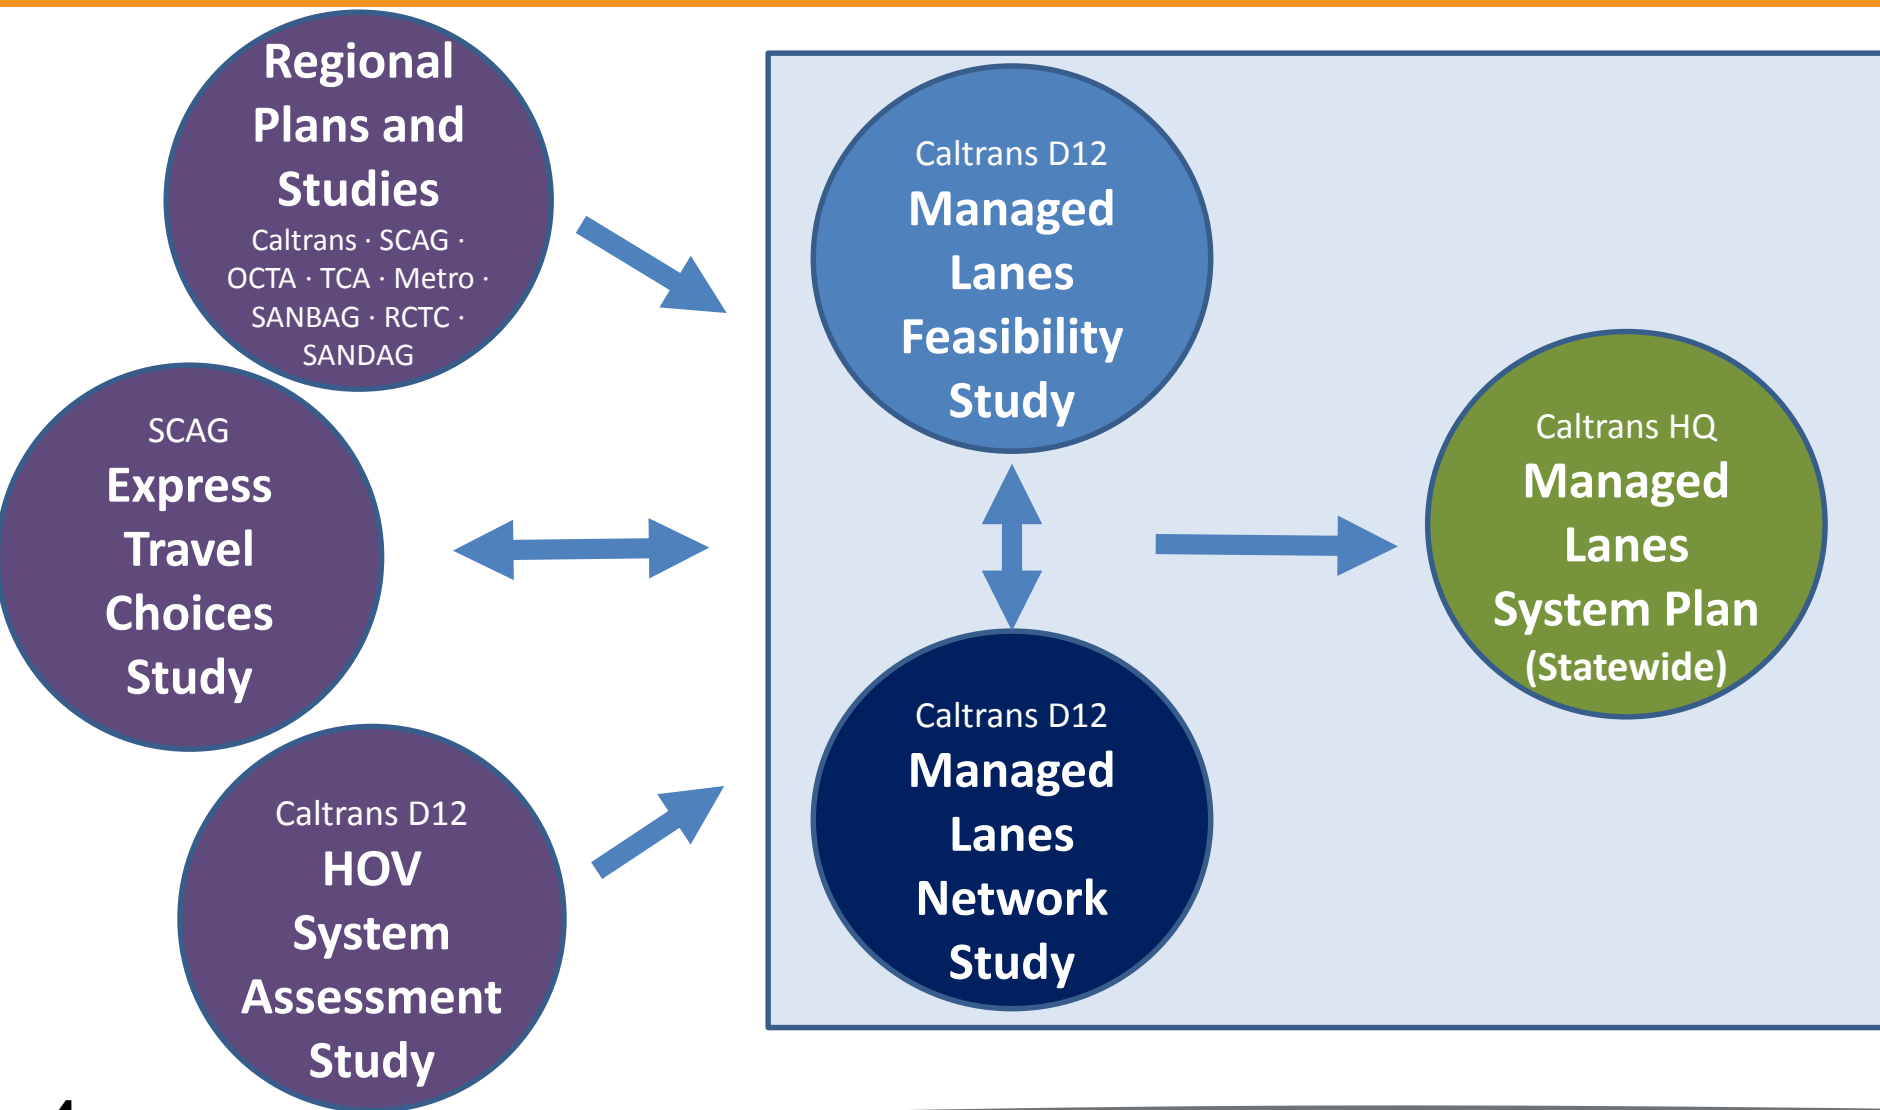 Regional
Plans and
Studies
Caltrans · SCAG ·
OCTA · TCA · Metro ·
SANBAG · RCTC ·
SANDAG
SCAG
Express
Travel
Choices
Study
Caltrans D12
HOV
System
Assessment
Study
Caltrans D12
Managed
Lanes
Feasibility
Study
Caltrans D12
Managed
Lanes
Network
Study
Caltrans HQ
Managed
Lanes
System Plan
(Statewide)